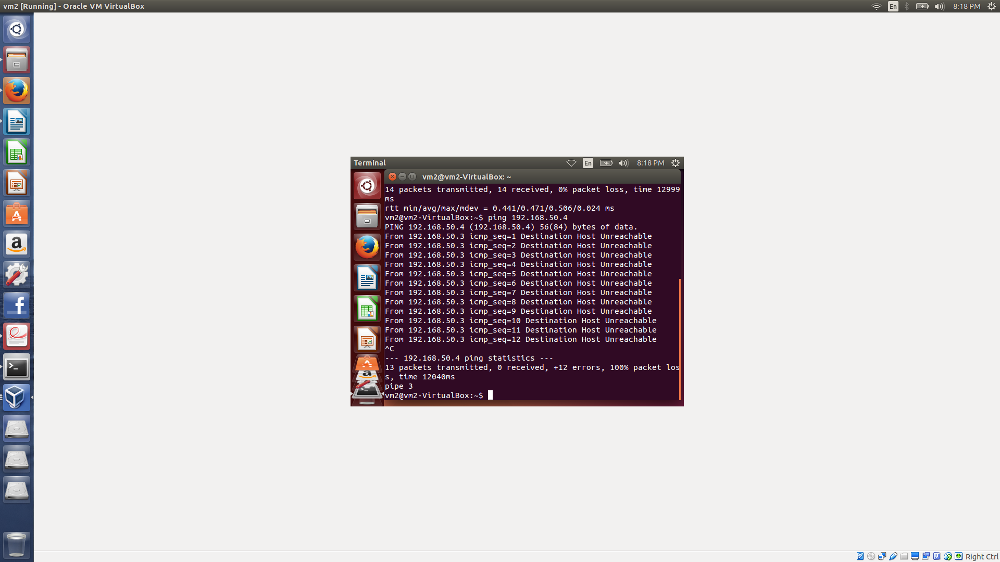 vm2 [Running] - Oracle VM VirtualBox
En
8:18 PM
Terminal
En
8:18 PM
vm2@vm2-VirtualBox: ~
14 packets transmitted, 14 received, 0% packet loss, time 12999
ms
rtt min/avg/max/mdev = 0.441/0.471/0.506/0.024 ms
vm2@vm2-VirtualBox:~$ ping 192.168.50.4
PING 192.168.50.4 (192.168.50.4) 56(84) bytes of data.
From 192.168.50.3 icmp_seq=1 Destination Host Unreachable
From 192.168.50.3 icmp_seq=2 Destination Host Unreachable
From 192.168.50.3 icmp_seq=3 Destination Host Unreachable
From 192.168.50.3 icmp_seq=4 Destination Host Unreachable
From 192.168.50.3 icmp_seq=5 Destination Host Unreachable
From 192.168.50.3 icmp_seq=6 Destination Host Unreachable
From 192.168.50.3 icmp_seq=7 Destination Host Unreachable
From 192.168.50.3 icmp_seq=8 Destination Host Unreachable
From 192.168.50.3 icmp_seq=9 Destination Host Unreachable
From 192.168.50.3 icmp_seq=10 Destination Host Unreachable
From 192.168.50.3 icmp_seq=11 Destination Host Unreachable
From 192.168.50.3 icmp_seq=12 Destination Host Unreachable
^C
--- 192.168.50.4 ping statistics ---
13 packets transmitted, 0 received, +12 errors, 100% packet los
s, time 12040ms
pipe 3
vm2@vm2-VirtualBox:~$
Right Ctrl